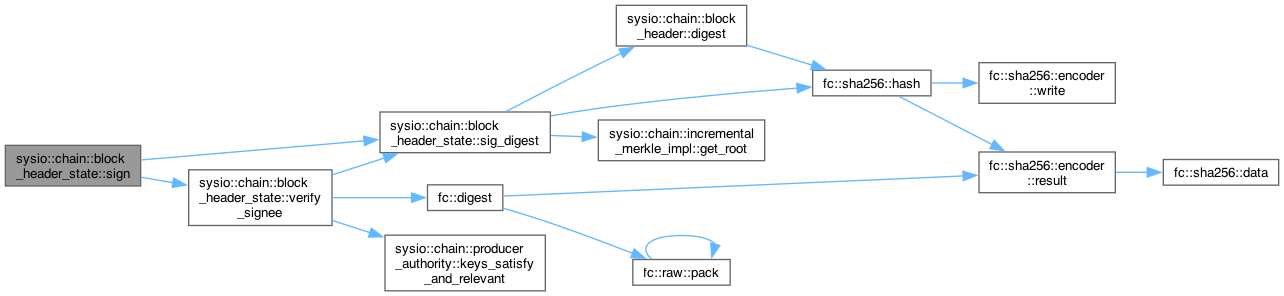 sysio::chain::block
_header_state::sign
sysio::chain::block
_header_state::verify
_signee
sysio::chain::block
_header_state::sig_digest
fc::digest
sysio::chain::producer
_authority::keys_satisfy
_and_relevant
sysio::chain::block
_header::digest
sysio::chain::incremental
_merkle_impl::get_root
fc::raw::pack
fc::sha256::hash
fc::sha256::encoder
::write
fc::sha256::encoder
::result
fc::sha256::data